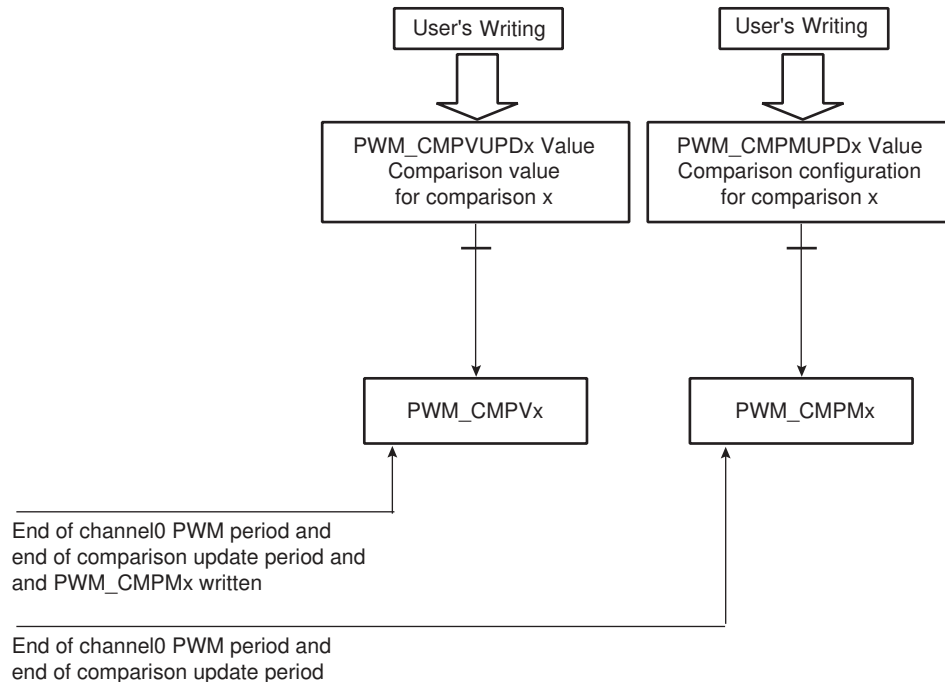 User's Writing
User's Writing
PWM_CMPVUPDx Value
Comparison value
for comparison x
PWM_CMPMUPDx Value
Comparison configuration
for comparison x
PWM_CMPVx
PWM_CMPMx
End of channel0 PWM period and
end of comparison update period and
and PWM_CMPMx written
End of channel0 PWM period and
end of comparison update period